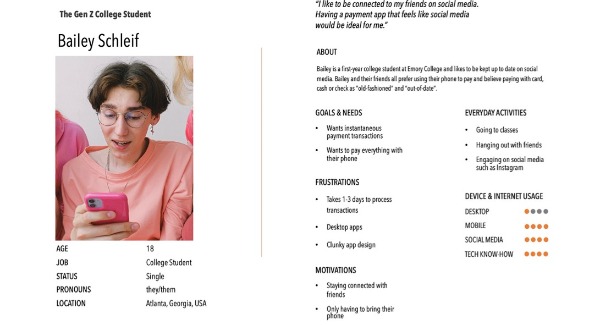 The Gen Z College Student
Bailey Schleif
AGE 18
JOB College Student
STATUS Single
PRONOUNS they/them
LOCATION Atlanta, Georgia, USA
"I like to be connected to my friends on social media.
Having a payment app that feels like social media
would be ideal for me."
ABOUT
Bailey is a first-year college student at Emory College and likes to be kept up to date on social
media. Bailey and their friends all prefer using their phone to pay and believe paying with card,
cash or check as "old-fashioned" and "out-of-date".
GOALS & NEEDS
• Wants instantaneous
payment transactions
• Wants to pay everything with
their phone
FRUSTRATIONS
• Takes 1-3 days to process
transactions
• Desktop apps
• Clunky app design
MOTIVATIONS
• Staying connected with
friends
• Only having to bring their
phone
EVERYDAY ACTIVITIES
• Going to classes
• Hanging out with friends
• Engaging on social media
such as Instagram
DEVICE & INTERNET USAGE
DESKTOP
MOBILE
SOCIAL MEDIA
TECH KNOW-HOW